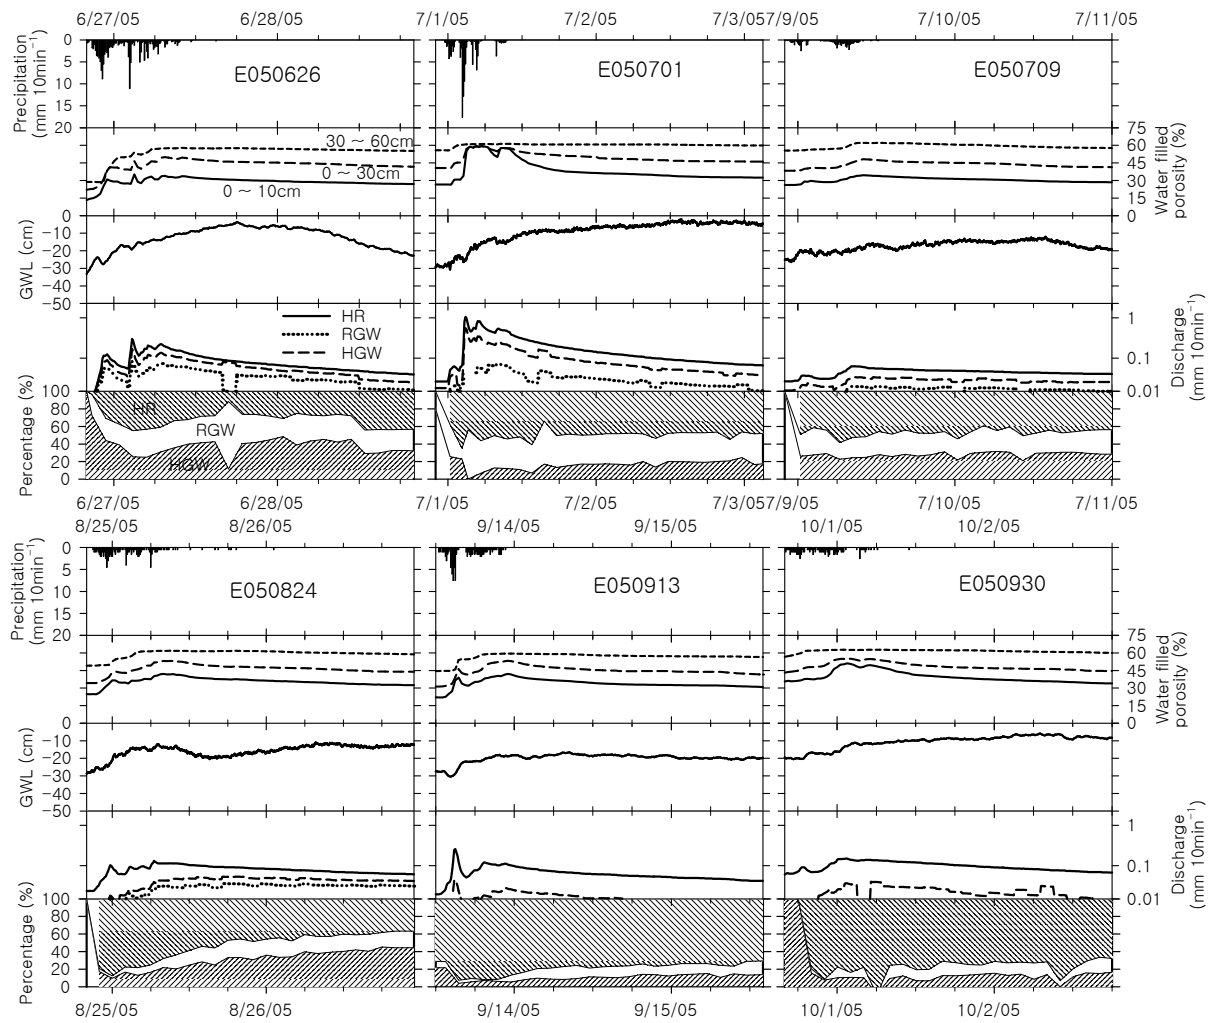 6/27/05 6/28/05 7/1/05 7/2/05 7/3/05 7/9/05 7/10/05 7/11/05
Precipitation
(mm 10min⁻¹)
0
5
10
15
20
E050626 E050701 E050709
30 ~ 60cm
0 ~ 30cm
0 ~ 10cm
75
60
45
30
15
0
Water filled
porosity (%)
GWL (cm)
0
−10
−20
−30
−40
−50
HR
RGW
HGW
1
0.1
0.01
Discharge
(mm 10min⁻¹)
Percentage (%)
100
80
60
40
20
0
HR
RGW
HGW
6/27/05 6/28/05 7/1/05 7/2/05 7/3/05 7/9/05 7/10/05 7/11/05
8/25/05 8/26/05 9/14/05 9/15/05 10/1/05 10/2/05
Precipitation
(mm 10min⁻¹)
0
5
10
15
20
E050824 E050913 E050930
75
60
45
30
15
0
Water filled
porosity (%)
GWL (cm)
0
−10
−20
−30
−40
−50
1
0.1
0.01
Discharge
(mm 10min⁻¹)
Percentage (%)
100
80
60
40
20
0
8/25/05 8/26/05 9/14/05 9/15/05 10/1/05 10/2/05